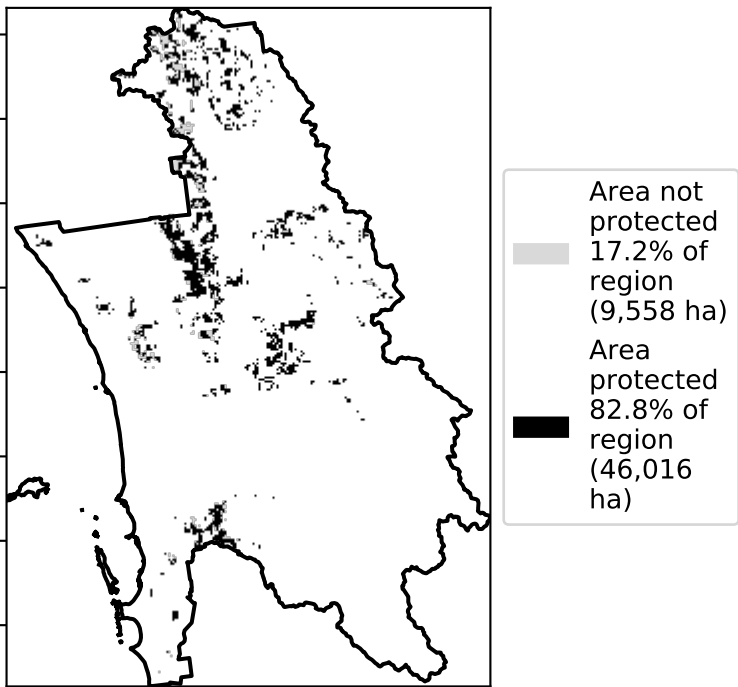 Area not
protected
17.2% of
region
(9,558 ha)
Area
protected
82.8% of
region
(46,016
ha)